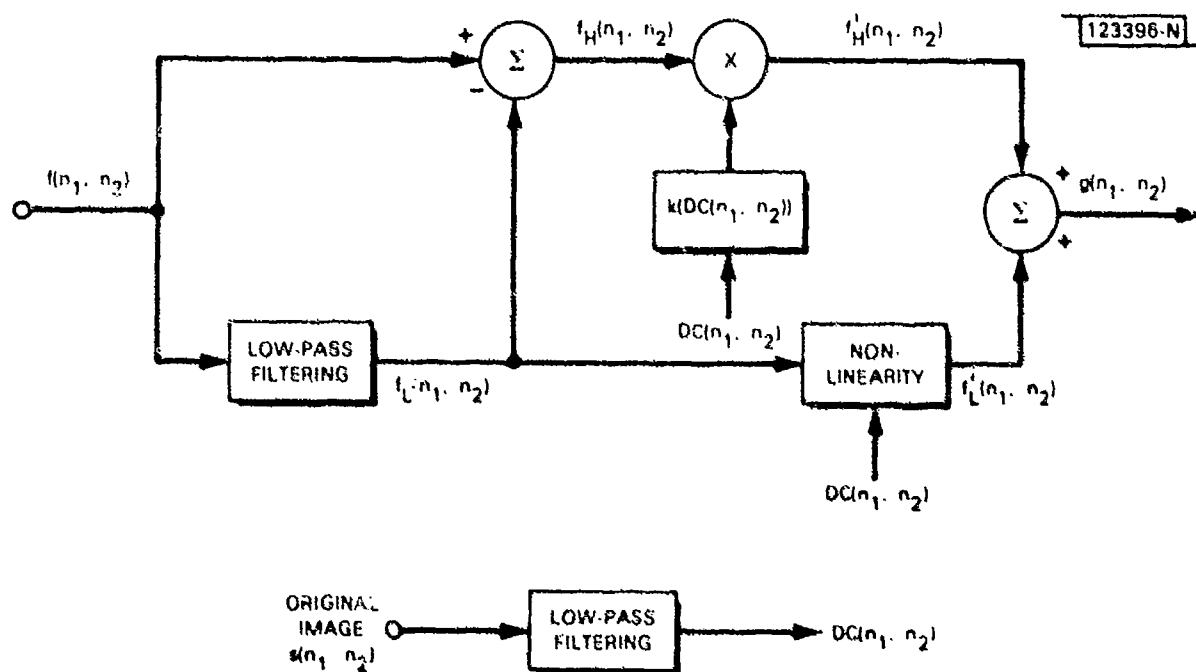 123396-N
+
Σ
−
f_H(n_1, n_2)
X
f'_H(n_1, n_2)
f(n_1, n_2)
k(DC(n_1, n_2))
DC(n_1, n_2)
+
Σ
+
g(n_1, n_2)
LOW-PASS
FILTERING
f_L(n_1, n_2)
NON-
LINEARITY
f'_L(n_1, n_2)
DC(n_1, n_2)
ORIGINAL
IMAGE
s(n_1 n_2)
LOW-PASS
FILTERING
DC(n_1, n_2)